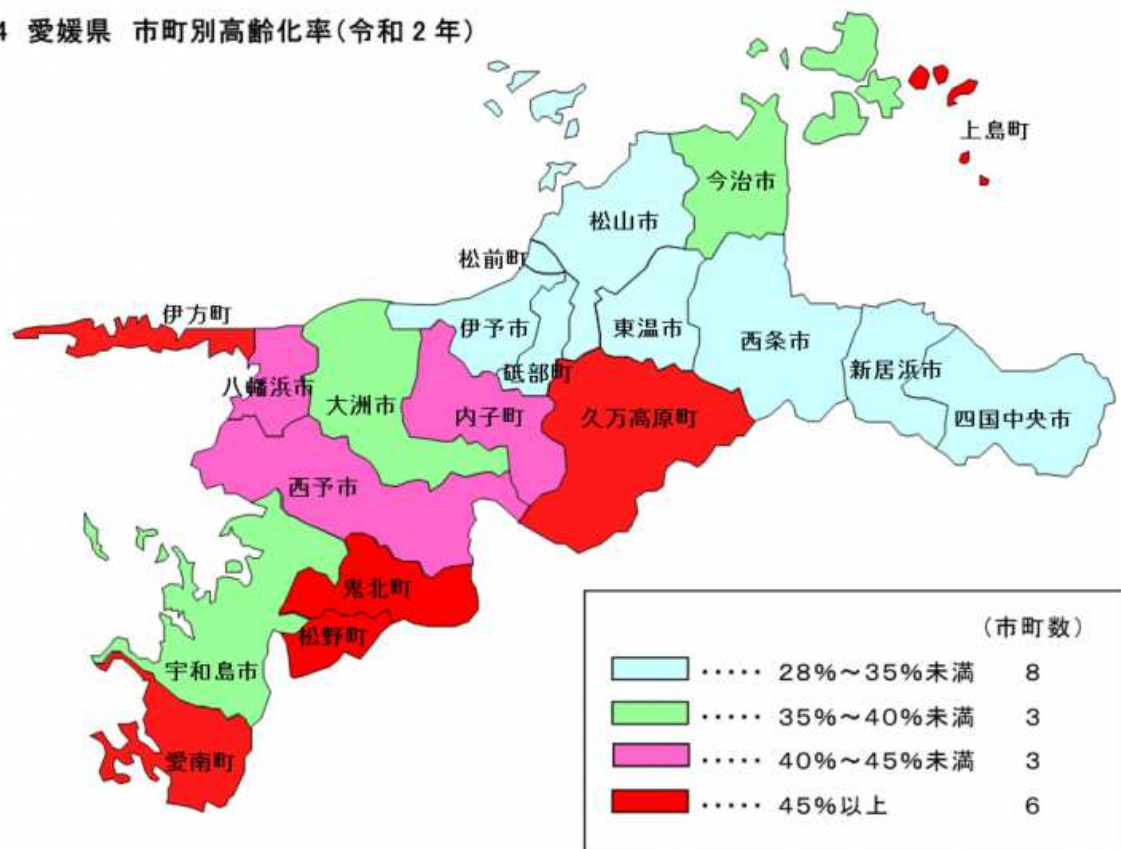 4 愛媛県 市町別高齢化率(令和2年)
上島町
今治市
松山市
松前町
伊方町
伊予市
東温市
西条市
新居浜市
砥部町
八幡浜市
大洲市
内子町
久万高原町
四国中央市
西予市
鬼北町
松野町
宇和島市
愛南町
(市町数)
····· 28%~35%未満 8
····· 35%~40%未満 3
····· 40%~45%未満 3
····· 45%以上 6